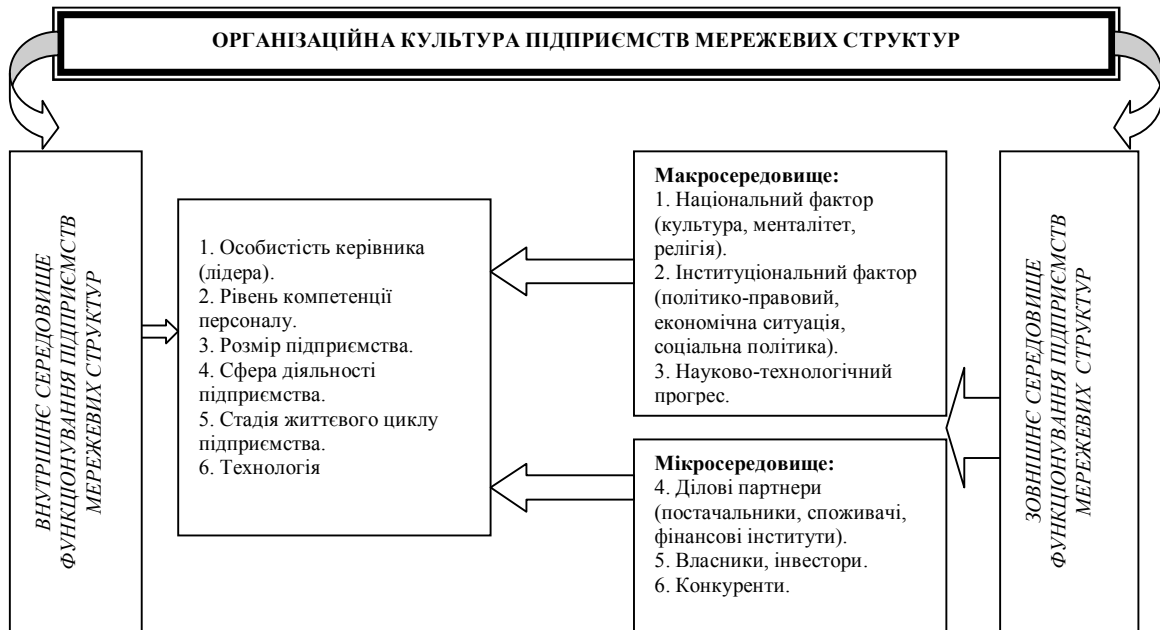 ОРГАНІЗАЦІЙНА КУЛЬТУРА ПІДПРИЄМСТВ МЕРЕЖЕВИХ СТРУКТУР
ВНУТРІШНЄ СЕРЕДОВИЩЕ
ФУНКЦІОНУВАННЯ ПІДПРИЄМСТВ
МЕРЕЖЕВИХ СТРУКТУР
1. Особистість керівника
(лідера).
2. Рівень компетенції
персоналу.
3. Розмір підприємства.
4. Сфера діяльності
підприємства.
5. Стадія життєвого циклу
підприємства.
6. Технологія
Макросередовище:
1. Національний фактор
(культура, менталітет,
релігія).
2. Інституціональний фактор
(політико-правовий,
економічна ситуація,
соціальна політика).
3. Науково-технологічний
прогрес.
Мікросередовище:
4. Ділові партнери
(постачальники, споживачі,
фінансові інститути).
5. Власники, інвестори.
6. Конкуренти.
ЗОВНІШНЄ СЕРЕДОВИЩЕ
ФУНКЦІОНУВАННЯ ПІДПРИЄМСТВ
МЕРЕЖЕВИХ СТРУКТУР